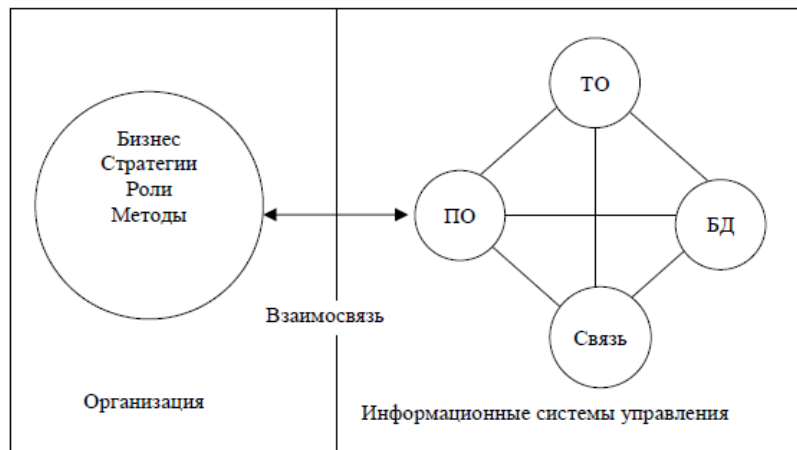 Бизнес
Стратегии
Роли
Методы
ТО
ПО
БД
Связь
Взаимосвязь
Организация
Информационные системы управления